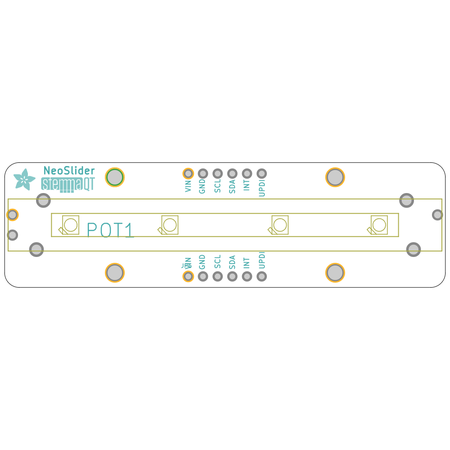 NeoSlider
stemma QT
VIN
GND
SCL
SDA
INT
UPDI
POT1
VIN
GND
SCL
SDA
INT
UPDI